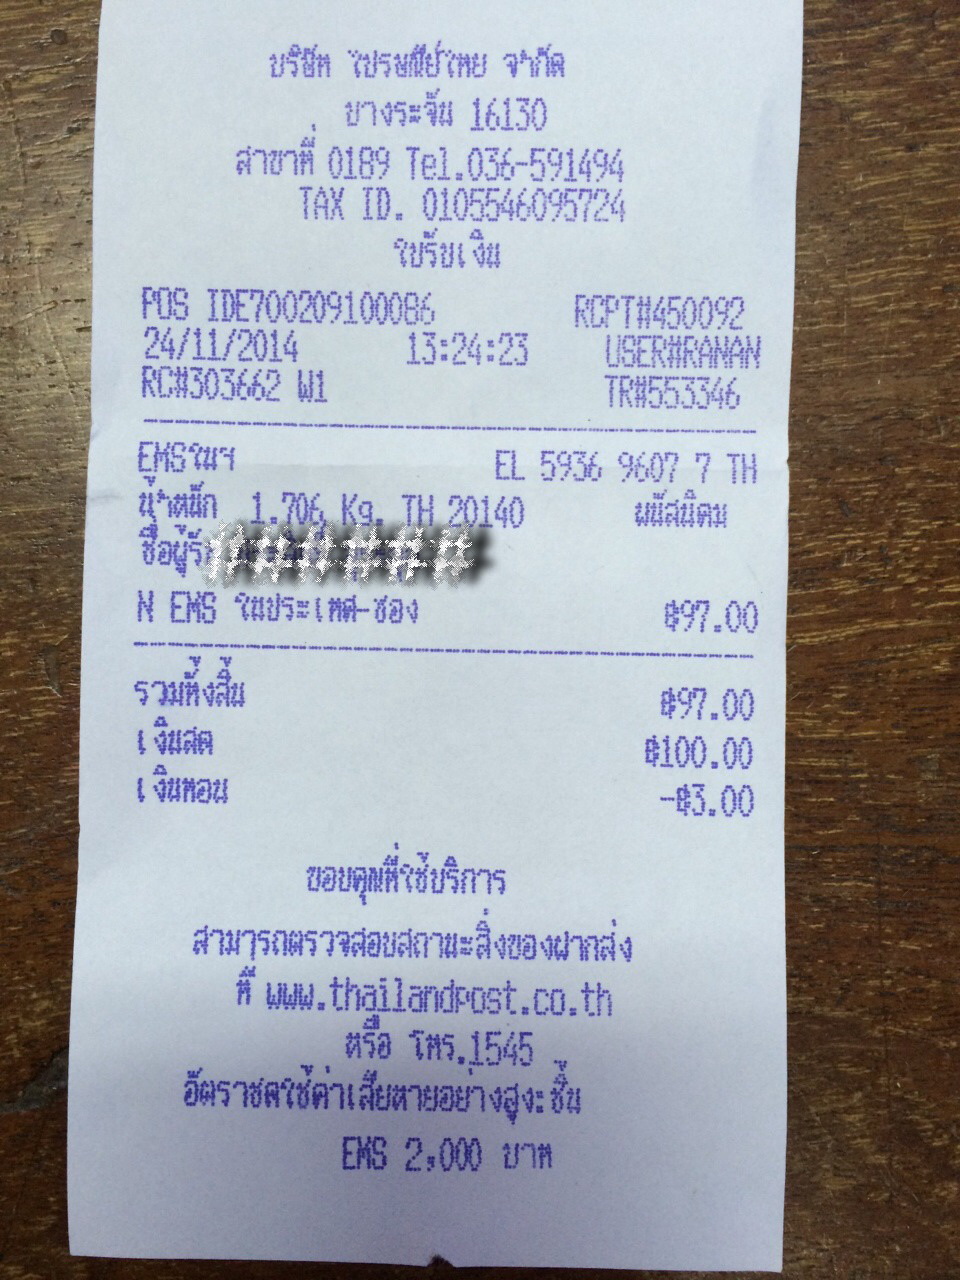 บริษัท ไปรษณีย์ไทย จำกัด
บางระจัน 16130
สาขาที่ 0189 Tel.036-591494
TAX ID. 0105546095724
ใบรับเงิน
POS IDE700209100086 RCPT#450092
24/11/2014 13:24:23 USER#RANAN
RC#303662 W1 TR#553346
EMSในฯ EL 5936 9607 7 TH
น้ำหนัก 1.706 Kg. TH 20140 พนัสนิคม
ชื่อผู้รับ
N EMS ในประเทศ-ซอง ฿97.00
รวมทั้งสิ้น ฿97.00
เงินสด ฿100.00
เงินทอน -฿3.00
ขอบคุณที่ใช้บริการ
สามารถตรวจสอบสถานะสิ่งของฝากส่ง
ที่ www.thailandpost.co.th
หรือ โทร.1545
อัตราชดใช้ค่าเสียหายอย่างสูงะชิ้น
EMS 2,000 บาท